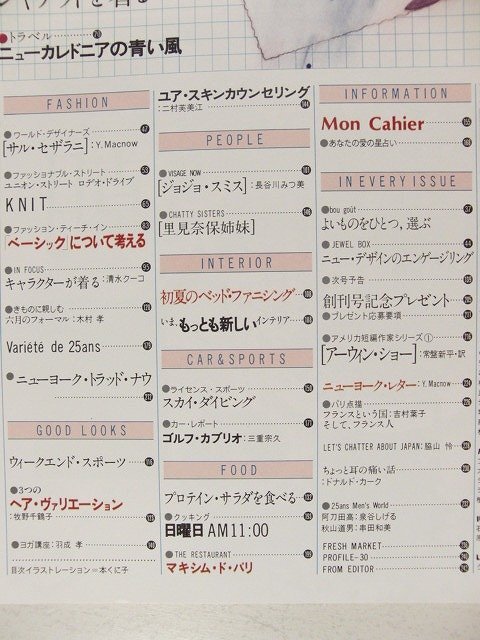 ●トラベル
ニューカレドニアの青い風
FASHION
●ワールド・デザイナーズ
[サル・セザラニ]:Y. Macnow
●ファッショナブル・ストリート
ユニオン・ストリート ロデオ・ドライブ
KNIT
●ファッション・ティーチ・イン
「ベーシック」について考える
●IN FOCUS
キャラクターが着る:清水クーコ
●きものに親しむ
六月のフォーマル:木村 孝
Variété de 25ans
●ニューヨーク・トラッド・ナウ
GOOD LOOKS
ウィークエンド・スポーツ
●3つの
ヘア・ヴァリエーション
:牧野千鶴子
●ヨガ講座:羽成 孝
目次イラストレーション=本くに子
ユア・スキンカウンセリング
:二村芙美江
PEOPLE
●VISAGE NOW
[ジョジョ・スミス]:長谷川みつ美
●CHATTY SISTERS
[里見奈保姉妹]
INTERIOR
初夏のベッド・ファニシング
いま、もっとも新しいインテリア
CAR&SPORTS
●ライセンス・スポーツ
スカイ・ダイビング
●カー・レポート
ゴルフ・カブリオ:三重宗久
FOOD
プロテイン・サラダを食べる
●クッキング
日曜日AM11:00
●THE RESTAURANT
マキシム・ド・パリ
INFORMATION
Mon Cahier
●あなたの愛の星占い
IN EVERY ISSUE
●bou goût
よいものをひとつ,選ぶ
●JEWEL BOX
ニュー・デザインのエンゲージリング
●次号予告
創刊号記念プレゼント
●プレゼント応募要項
●アメリカ短編作家シリーズ①
[アーウィン・ショー]:常盤新平・訳
ニューヨーク・レター:Y. Macnow
●パリ点描
フランスという国:吉村葉子
そして、フランス人
LET'S CHATTER ABOUT JAPAN:脇山 怜
ちょっと耳の痛い話
:ドナルド・カーク
●25ans Men's World
阿刀田高:泉谷しげる
秋山道男:串田和美
FRESH MARKET
PROFILE-30
FROM EDITOR